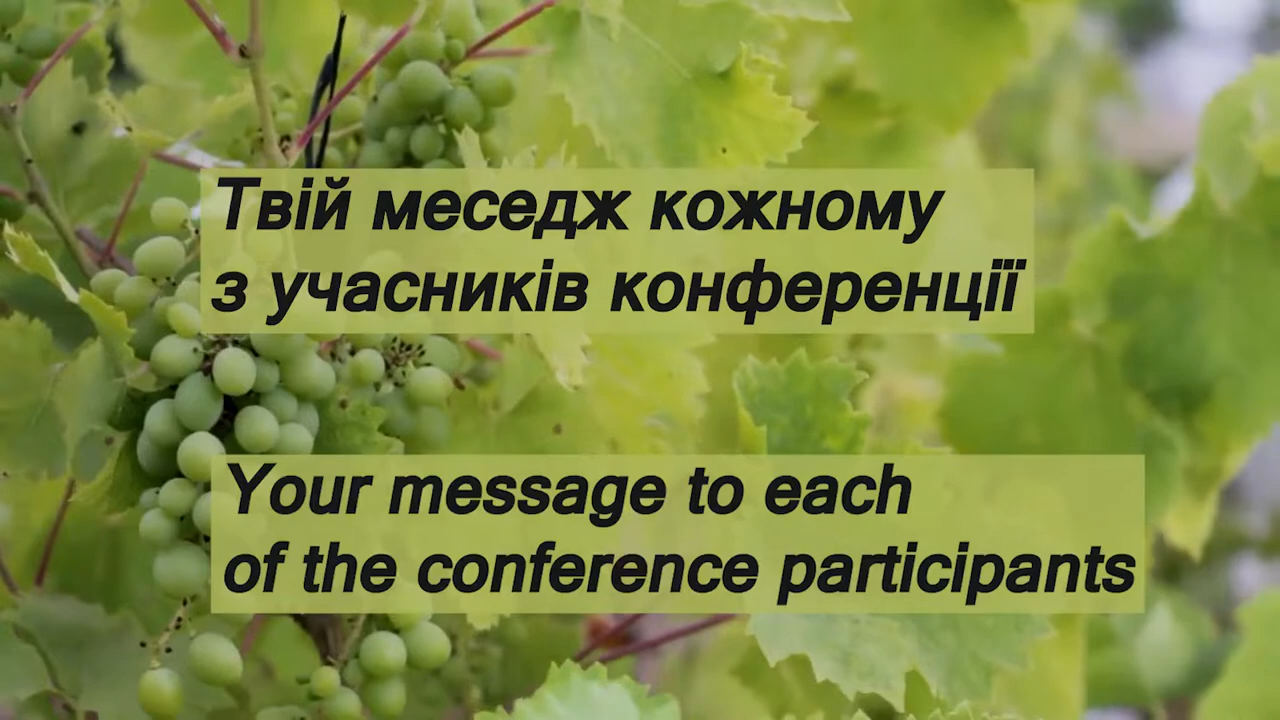 Твій меседж кожному
з учасників конференції
Your message to each
of the conference participants